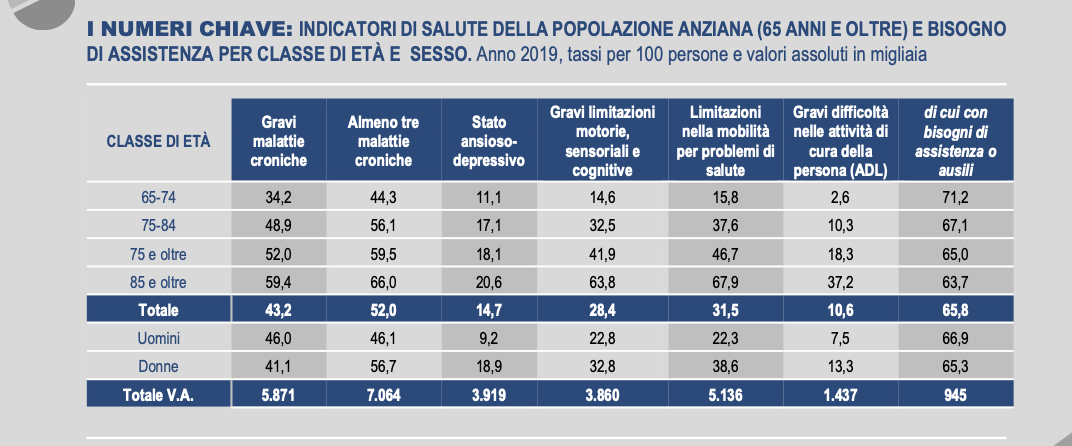 I NUMERI CHIAVE: INDICATORI DI SALUTE DELLA POPOLAZIONE ANZIANA (65 ANNI E OLTRE) E BISOGNO
DI ASSISTENZA PER CLASSE DI ETÀ E SESSO. Anno 2019, tassi per 100 persone e valori assoluti in migliaia
CLASSE DI ETÀ
Gravi
malattie
croniche
Almeno tre
malattie
croniche
Stato
ansioso-
depressivo
Gravi limitazioni
motorie,
sensoriali e
cognitive
Limitazioni
nella mobilità
per problemi di
salute
Gravi difficoltà
nelle attività di
cura della
persona (ADL)
di cui con
bisogni di
assistenza o
ausili
65-74 34,2 44,3 11,1 14,6 15,8 2,6 71,2
75-84 48,9 56,1 17,1 32,5 37,6 10,3 67,1
75 e oltre 52,0 59,5 18,1 41,9 46,7 18,3 65,0
85 e oltre 59,4 66,0 20,6 63,8 67,9 37,2 63,7
Totale 43,2 52,0 14,7 28,4 31,5 10,6 65,8
Uomini 46,0 46,1 9,2 22,8 22,3 7,5 66,9
Donne 41,1 56,7 18,9 32,8 38,6 13,3 65,3
Totale V.A. 5.871 7.064 3.919 3.860 5.136 1.437 945